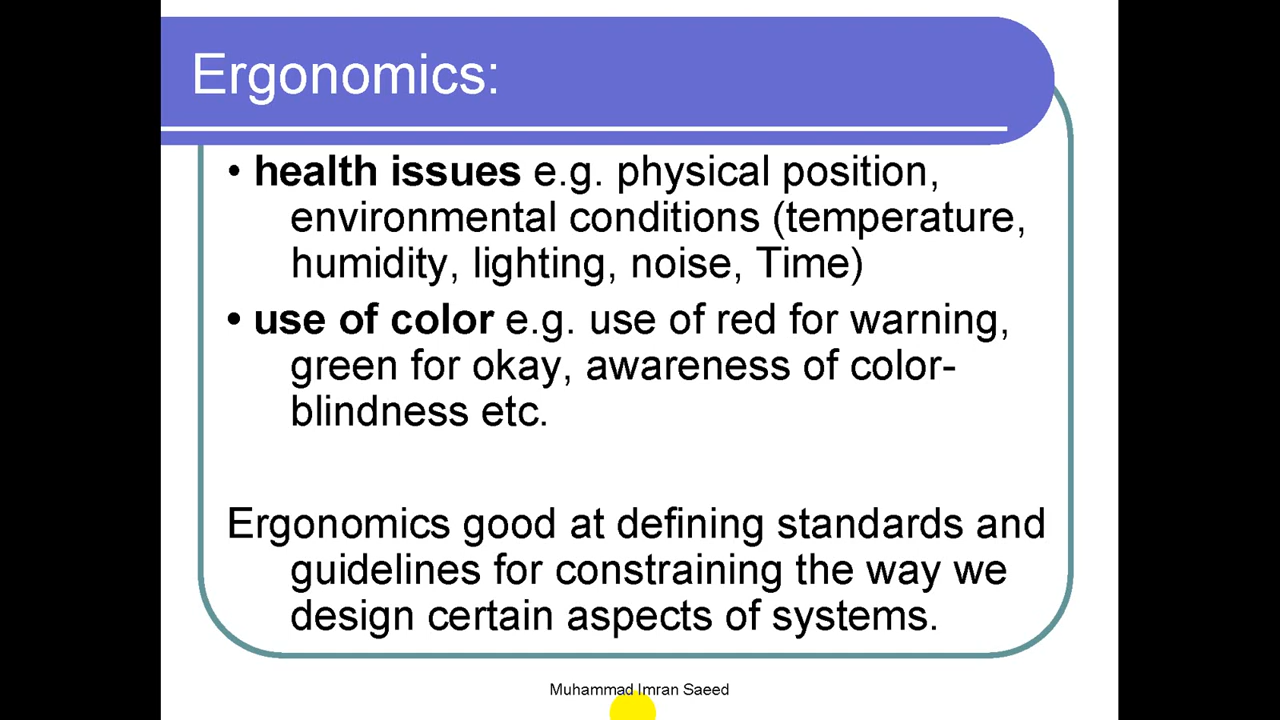 Ergonomics:
• health issues e.g. physical position,
environmental conditions (temperature,
humidity, lighting, noise, Time)
• use of color e.g. use of red for warning,
green for okay, awareness of color-
blindness etc.
Ergonomics good at defining standards and
guidelines for constraining the way we
design certain aspects of systems.
Muhammad Imran Saeed